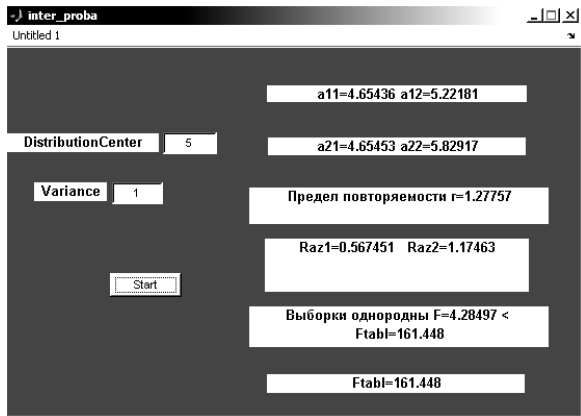 inter_proba
Untitled 1
a11=4.65436 a12=5.22181
DistributionCenter 5
a21=4.65453 a22=5.82917
Variance 1
Предел повторяемости r=1.27757
Raz1=0.567451 Raz2=1.17463
Start
Выборки однородны F=4.28497 <
Ftabl=161.448
Ftabl=161.448